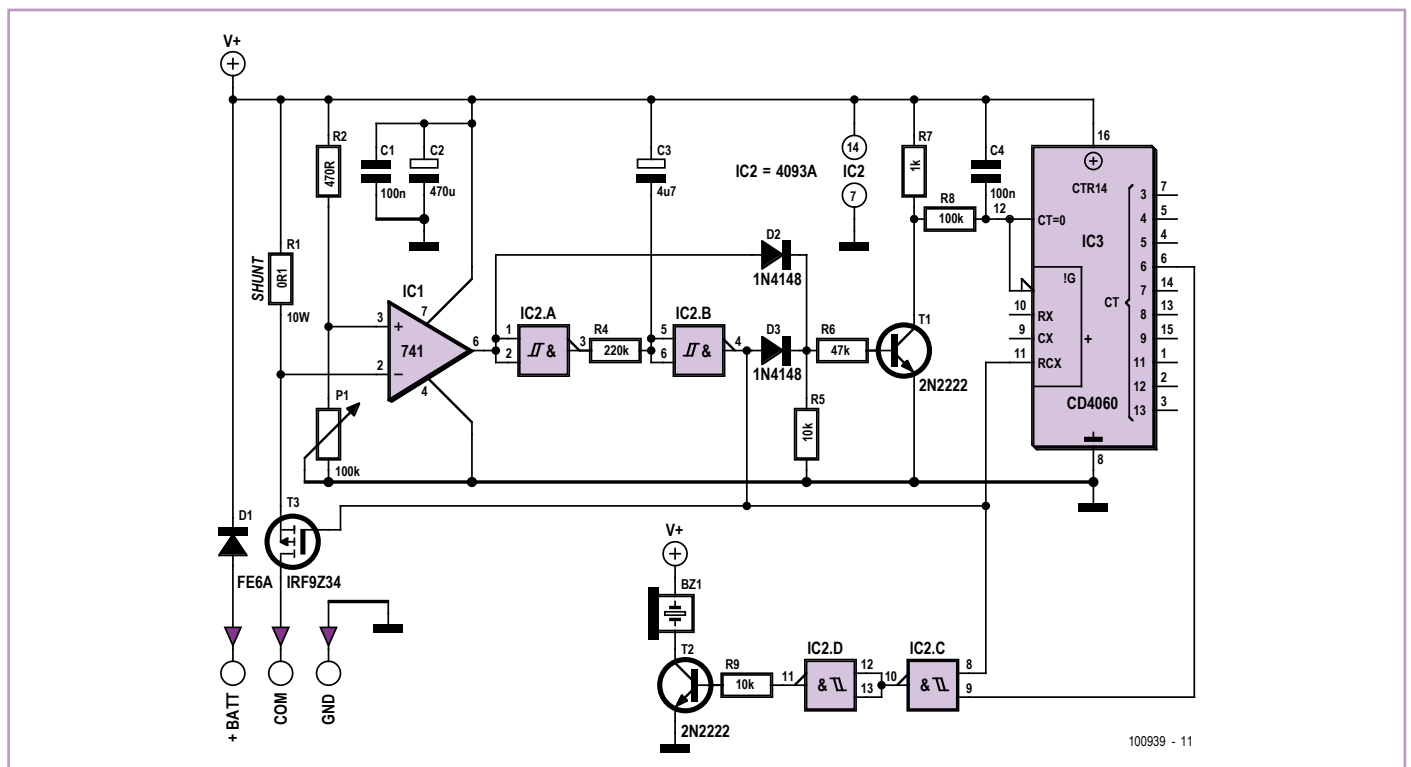 V+
R2
470R
C1
100n
C2
470u
C3
4u7
IC2 = 4093A
14
IC2
7
R7
1k
C4
100n
R8
100k
12
16
CTR14
CT=0
IC3
!G
10
RX
9
CX
11
RCX
+
CT
CD4060
8
3 7
4 5
5 4
6 6
7 14
8 13
9 15
11 1
12 2
13 3
R1
SHUNT
0R1
10W
IC1
3
+
741
2
−
7
4
6
P1
100k
IC2.A
1
2
&
3
R4
220k
IC2.B
5
6
&
4
D2
1N4148
D3
1N4148
R6
47k
R5
10k
T1
2N2222
D1
FE6A
T3
IRF9Z34
+ BATT
COM
GND
V+
BZ1
T2
2N2222
R9
10k
IC2.D
11
&
12
13
IC2.C
10
&
8
9
100939 - 11